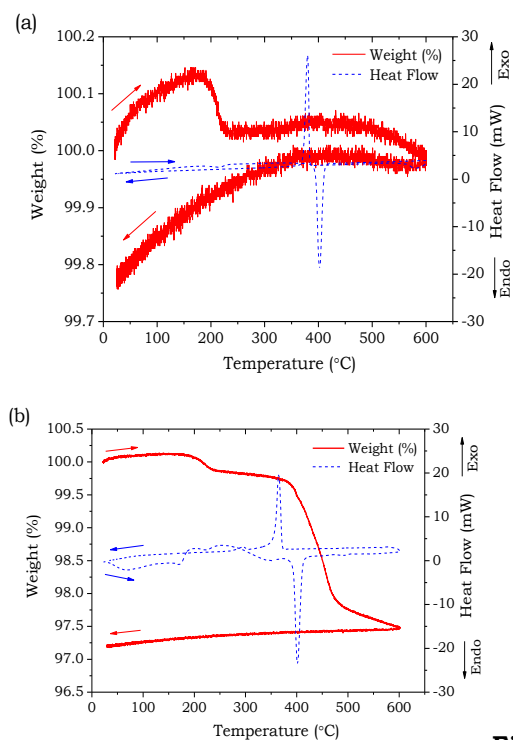 (a)
100.2
100.1
100.0
99.9
99.8
99.7
Weight (%)
Weight (%)
Heat Flow
30
20
10
0
-10
-20
-30
Exo
Heat Flow (mW)
Endo
0 100 200 300 400 500 600
Temperature (°C)
(b)
100.5
100.0
99.5
99.0
98.5
98.0
97.5
97.0
96.5
Weight (%)
Weight (%)
Heat Flow
30
20
10
0
-10
-20
-30
Exo
Heat Flow (mW)
Endo
0 100 200 300 400 500 600
Temperature (°C)